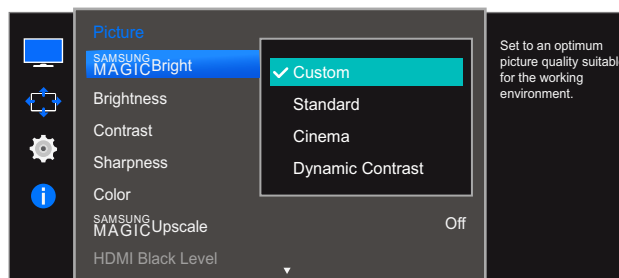 Picture
SAMSUNG
MAGICBright
Brightness
Contrast
Sharpness
Color
SAMSUNG
MAGICUpscale
Off
HDMI Black Level
Custom
Standard
Cinema
Dynamic Contrast
Set to an optimum
picture quality suitable
for the working
environment.